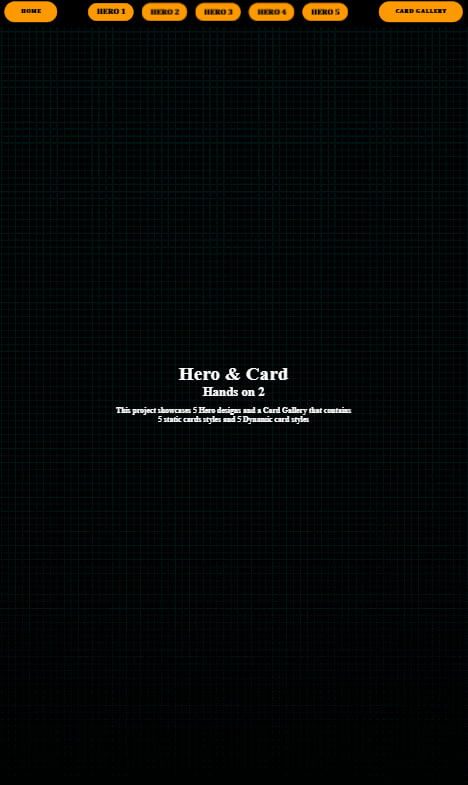 HOME
HERO 1
HERO 2
HERO 3
HERO 4
HERO 5
CARD GALLERY
Hero & Card
Hands on 2
This project showcases 5 Hero designs and a Card Gallery that contains
5 static cards styles and 5 Dynamic card styles